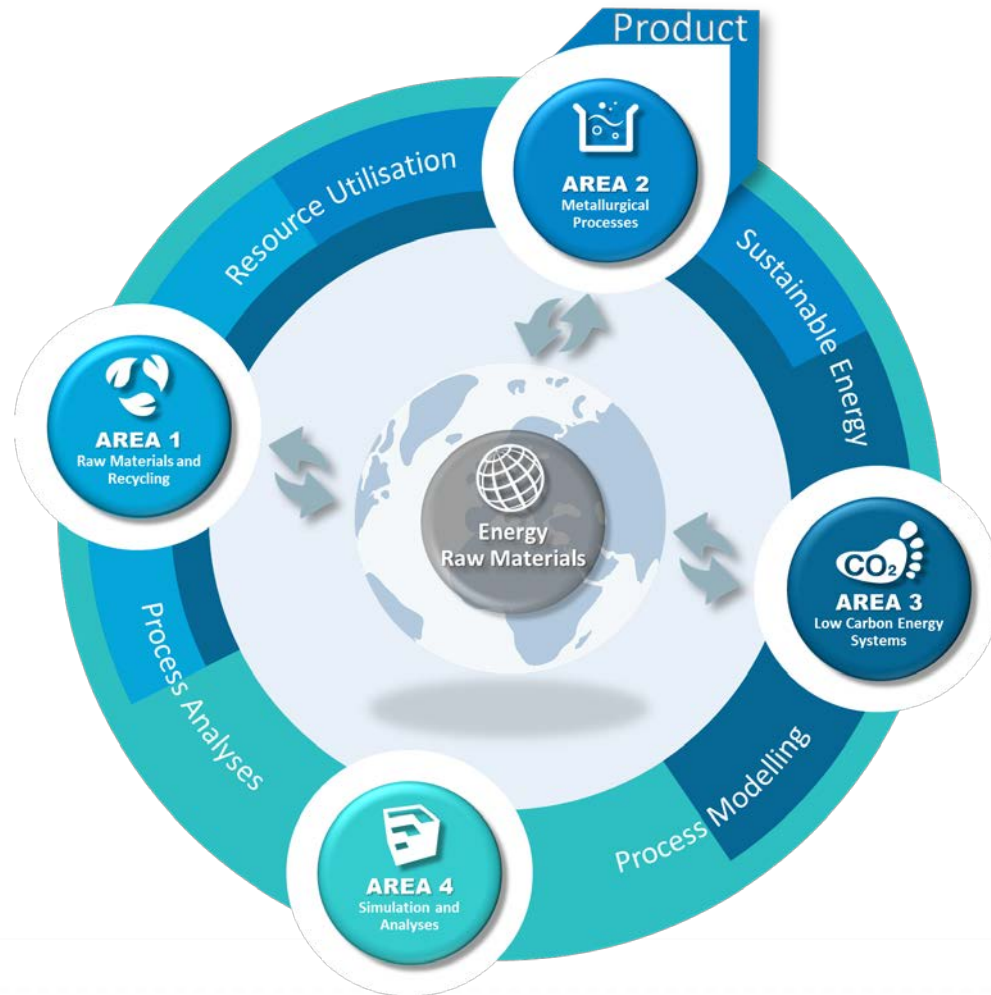 Product
AREA 2
Metallurgical
Processes
Resource Utilisation
Sustainable Energy
AREA 1
Raw Materials and
Recycling
Energy
Raw Materials
CO₂
AREA 3
Low Carbon Energy
Systems
Process Analyses
Process Modelling
AREA 4
Simulation and
Analyses